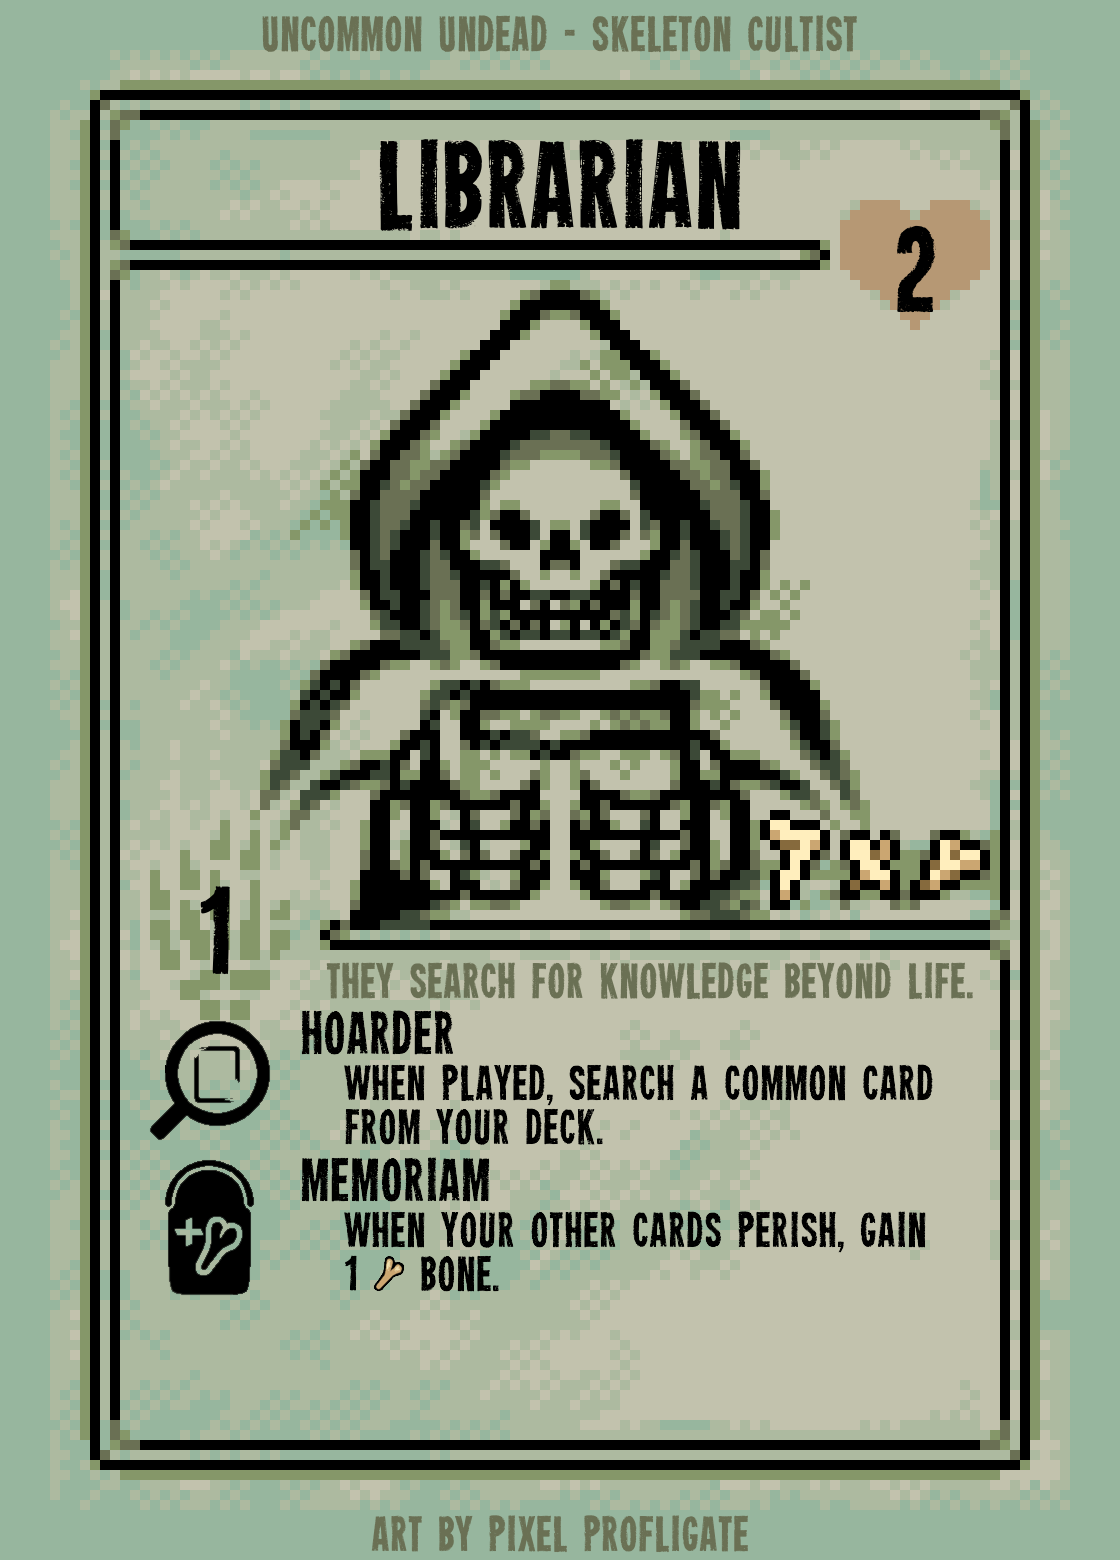 UNCOMMON UNDEAD - SKELETON CULTIST
LIBRARIAN
2
7 X
1
THEY SEARCH FOR KNOWLEDGE BEYOND LIFE.
HOARDER
WHEN PLAYED, SEARCH A COMMON CARD
FROM YOUR DECK.
MEMORIAM
WHEN YOUR OTHER CARDS PERISH, GAIN
1 BONE.
ART BY PIXEL PROFLIGATE